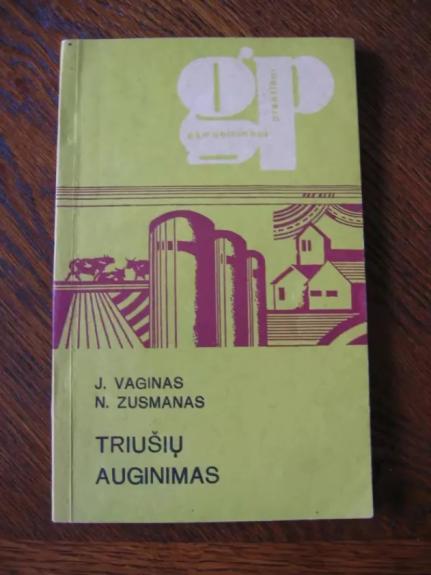 gp
J. VAGINAS
N. ZUSMANAS
TRIUŠIŲ
AUGINIMAS